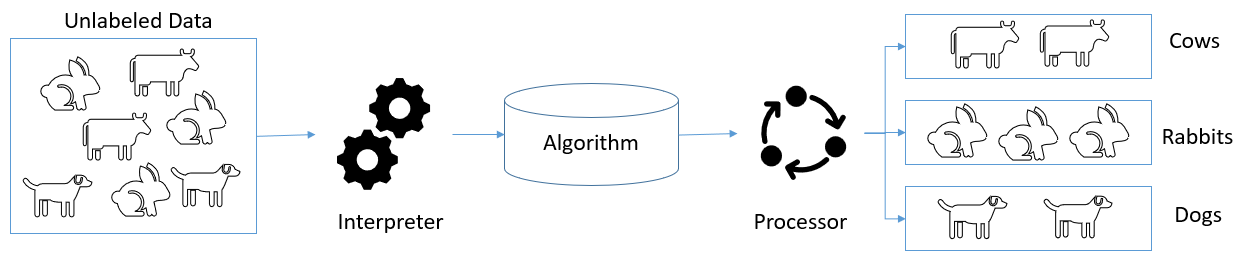 Unlabeled Data
Interpreter
Algorithm
Processor
Cows
Rabbits
Dogs